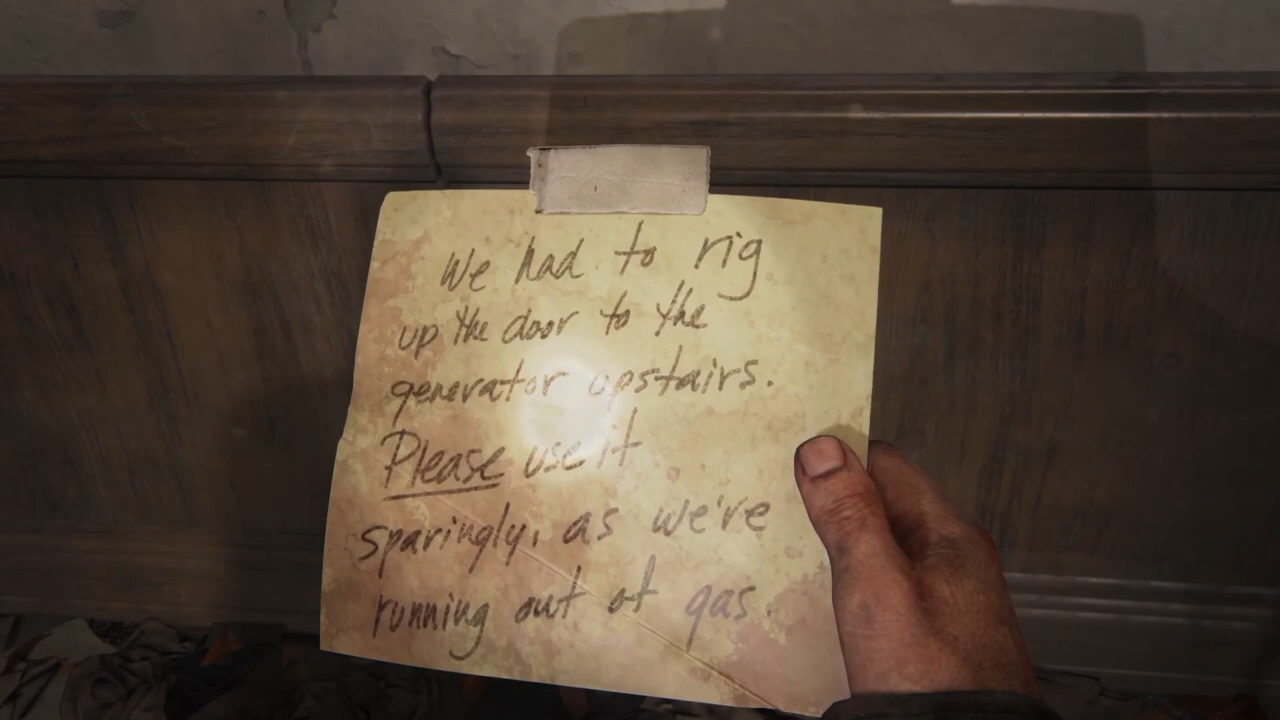 We had to rig
up the door to the
generator upstairs.
Please use it
sparingly, as we're
running out of gas.